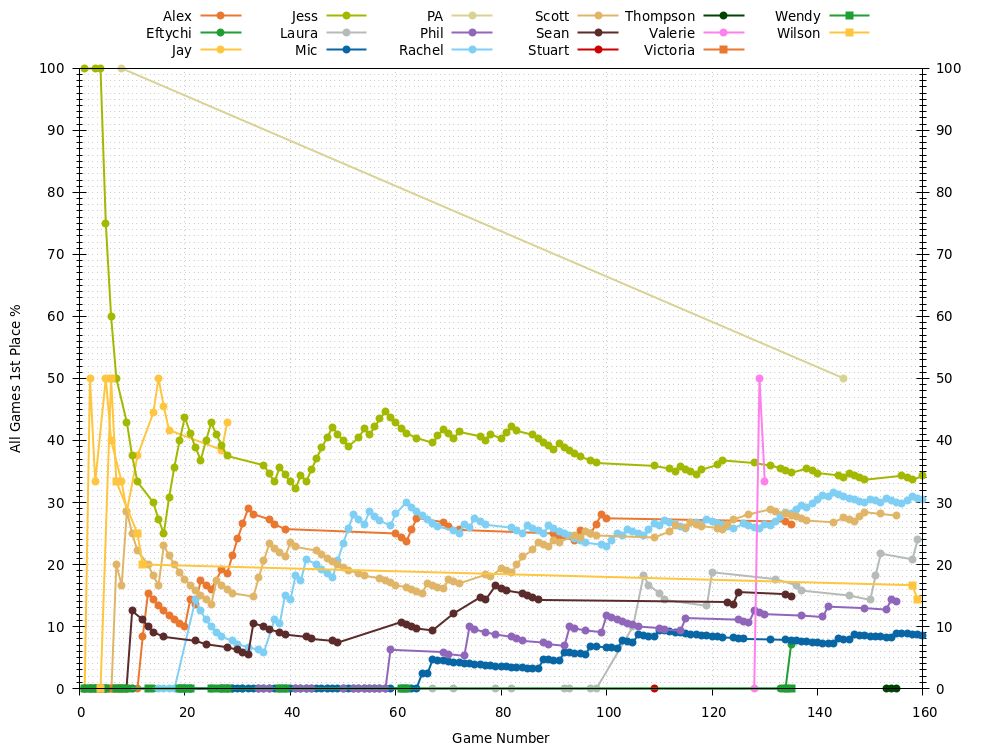 Alex Jess PA Scott Thompson Wendy
Eftychi Laura Phil Sean Valerie Wilson
Jay Mic Rachel Stuart Victoria
100 100
90 90
80 80
70 70
60 60
50 50
40 40
30 30
20 20
10 10
0 0
0 20 40 60 80 100 120 140 160
All Games 1st Place %
Game Number